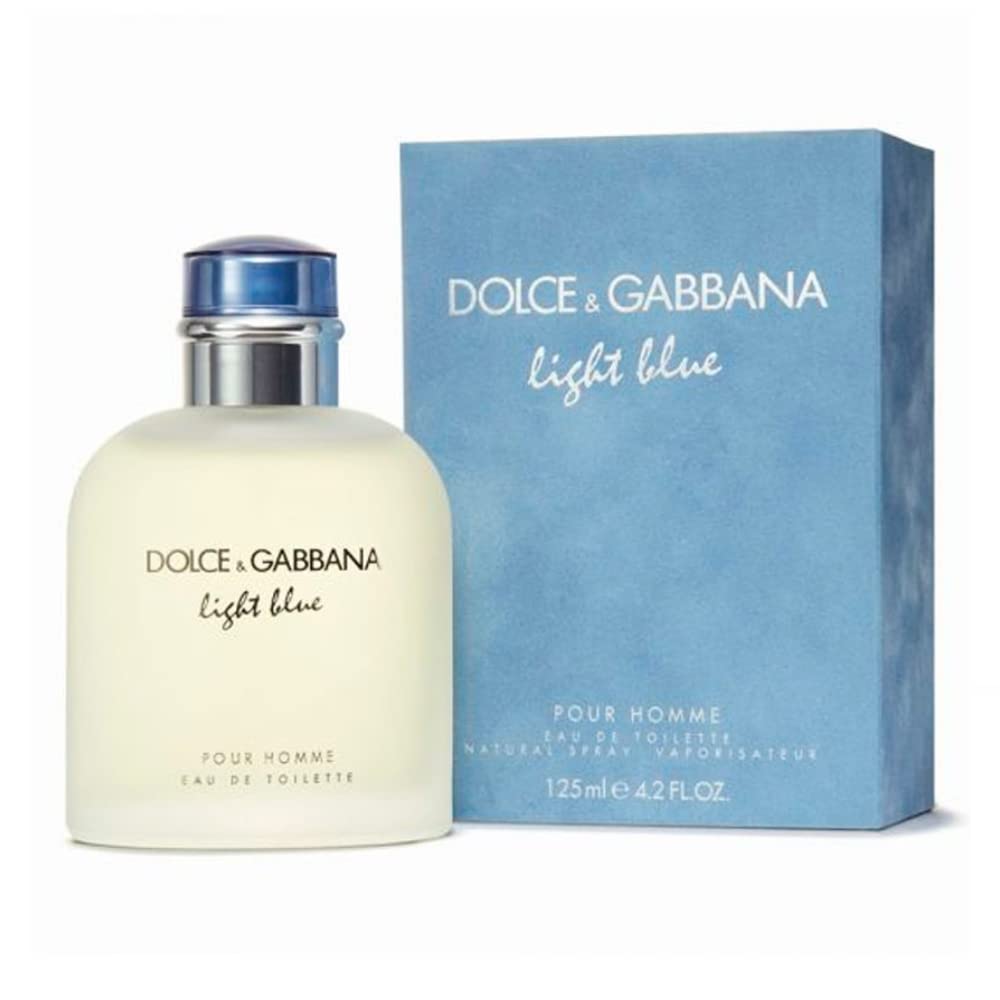 DOLCE & GABBANA
light blue
POUR HOMME
EAU DE TOILETTE
DOLCE & GABBANA
light blue
POUR HOMME
EAU DE TOILETTE
NATURAL SPRAY VAPORISATEUR
125ml e 4.2 FL.OZ.